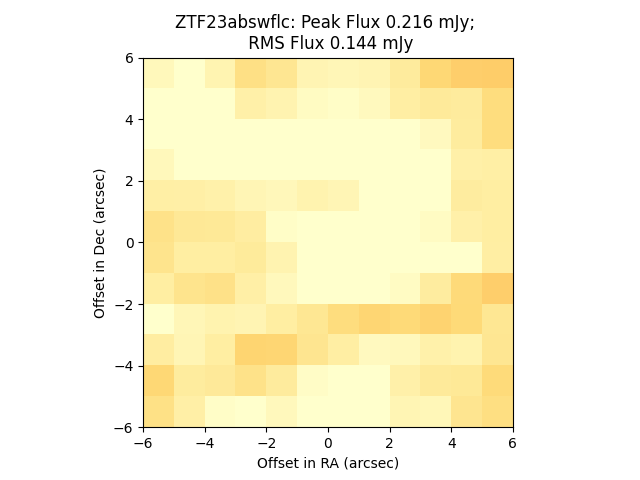 ZTF23abswflc: Peak Flux 0.216 mJy;
RMS Flux 0.144 mJy
6
4
2
0
−2
−4
−6
Offset in Dec (arcsec)
−6 −4 −2 0 2 4 6
Offset in RA (arcsec)